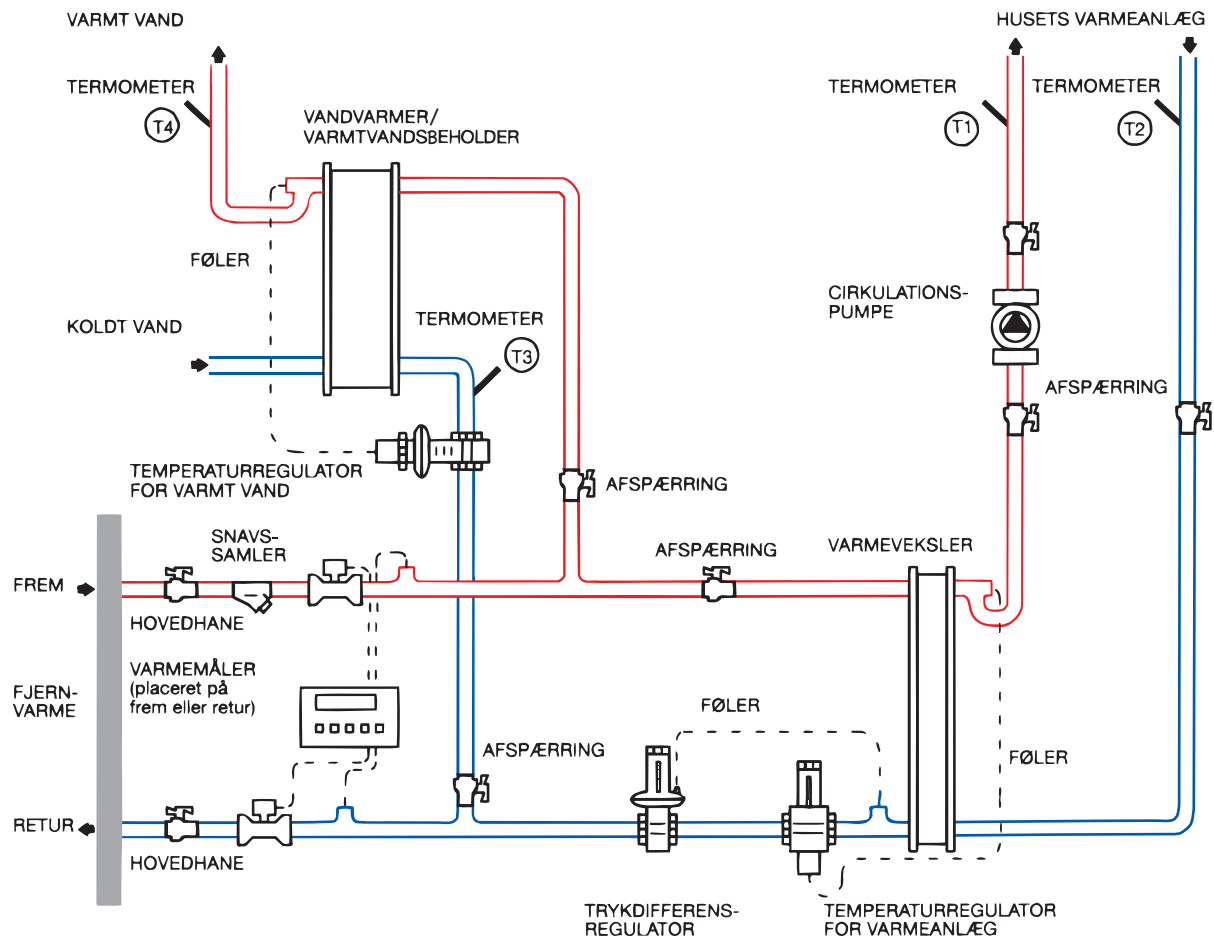 VARMT VAND
HUSETS VARMEANLÆG
TERMOMETER
T4
VANDVARMER/
VARMTVANDSBEHOLDER
TERMOMETER
T1
TERMOMETER
T2
FØLER
KOLDT VAND
TERMOMETER
T3
CIRKULATIONS-
PUMPE
AFSPÆRRING
TEMPERATURREGULATOR
FOR VARMT VAND
AFSPÆRRING
SNAVS-
SAMLER
AFSPÆRRING
VARMEVEKSLER
FREM
HOVEDHANE
VARMEMÅLER
(placeret på
frem eller retur)
FJERN-
VARME
FØLER
AFSPÆRRING
FØLER
RETUR
HOVEDHANE
TRYKDIFFERENS-
REGULATOR
TEMPERATURREGULATOR
FOR VARMEANLÆG